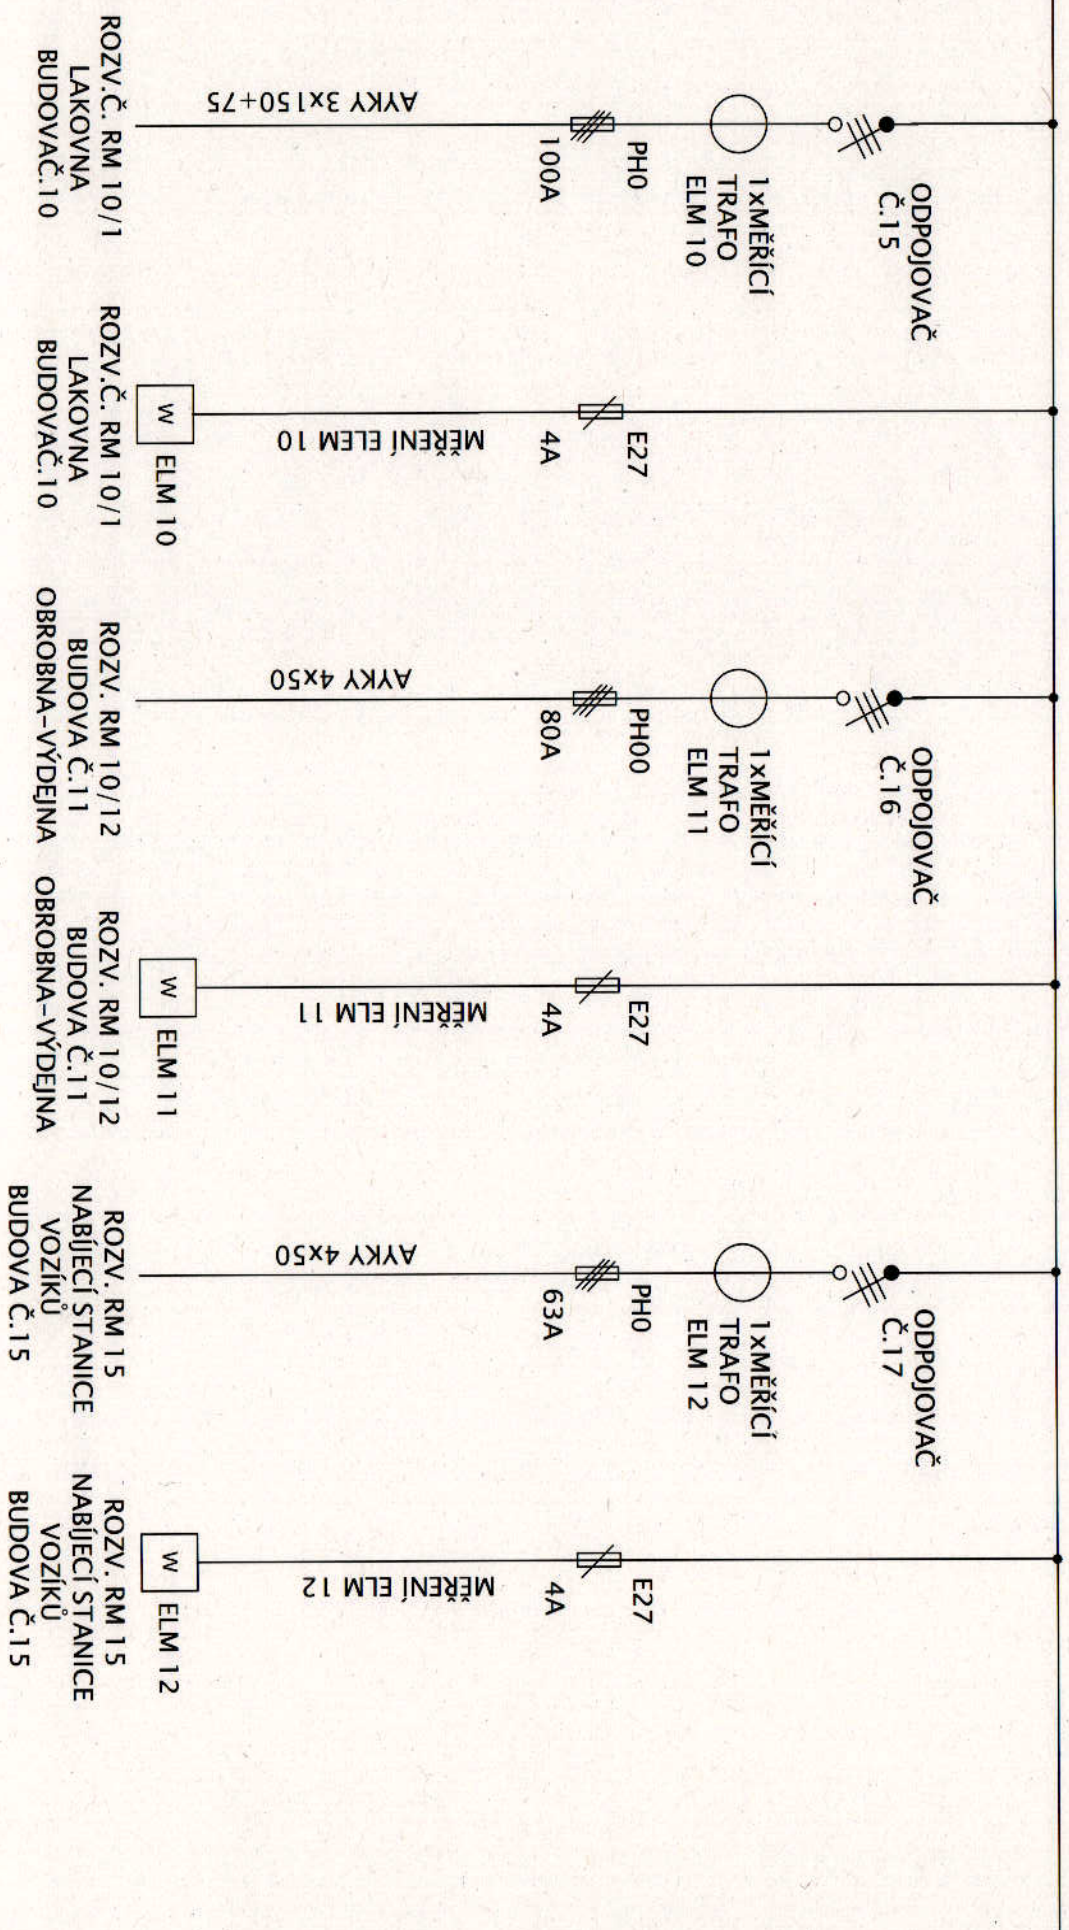 ODPOJOVAČ
Č.15
1xMĚŘÍCÍ
TRAFO
ELM 10
PH0
100A
AYKY 3x150+75
ROZV.Č. RM 10/1
LAKOVNA
BUDOVAČ.10
E27
4A
MĚŘENÍ ELEM 10
W
ELM 10
ROZV.Č. RM 10/1
LAKOVNA
BUDOVAČ.10
ODPOJOVAČ
Č.16
1xMĚŘÍCÍ
TRAFO
ELM 11
PH00
80A
AYKY 4x50
ROZV. RM 10/12
BUDOVA Č.11
OBROBNA-VÝDEJNA
E27
4A
MĚŘENÍ ELM 11
W
ELM 11
ROZV. RM 10/12
BUDOVA Č.11
OBROBNA-VÝDEJNA
ODPOJOVAČ
Č.17
1xMĚŘÍCÍ
TRAFO
ELM 12
PH0
63A
AYKY 4x50
ROZV. RM 15
NABÍJECÍ STANICE
VOZÍKŮ
BUDOVA Č.15
E27
4A
MĚŘENÍ ELM 12
W
ELM 12
ROZV. RM 15
NABÍJECÍ STANICE
VOZÍKŮ
BUDOVA Č.15